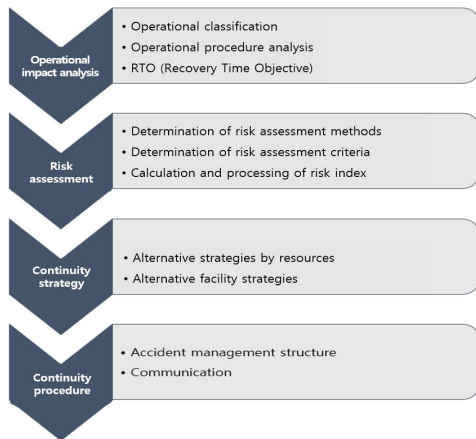 Operational
impact analysis
• Operational classification
• Operational procedure analysis
• RTO (Recovery Time Objective)
Risk
assessment
• Determination of risk assessment methods
• Determination of risk assessment criteria
• Calculation and processing of risk index
Continuity
strategy
• Alternative strategies by resources
• Alternative facility strategies
Continuity
procedure
• Accident management structure
• Communication